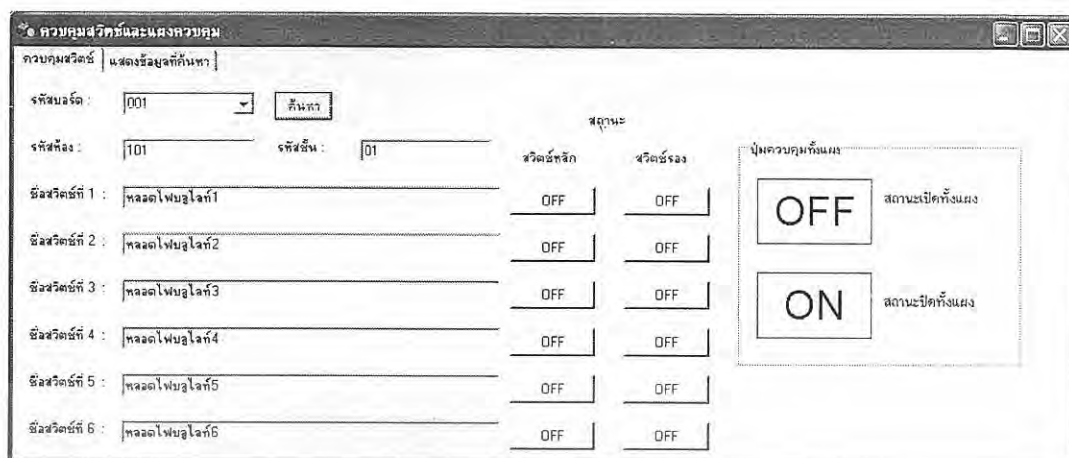 ควบคุมสวิตช์และแผงควบคุม
ควบคุมสวิตช์ แสดงข้อมูลที่ค้นหา
รหัสบอร์ด : 001 ค้นหา
สถานะ
รหัสห้อง : 101 รหัสชั้น : 01 สวิตช์หลัก สวิตช์รอง ปุ่มควบคุมทั้งแผง
ชื่อสวิตช์ที่ 1 : หลอดไฟบลูไลท์1 OFF OFF OFF สถานะเปิดทั้งแผง
ชื่อสวิตช์ที่ 2 : หลอดไฟบลูไลท์2 OFF OFF
ชื่อสวิตช์ที่ 3 : หลอดไฟบลูไลท์3 OFF OFF ON สถานะปิดทั้งแผง
ชื่อสวิตช์ที่ 4 : หลอดไฟบลูไลท์4 OFF OFF
ชื่อสวิตช์ที่ 5 : หลอดไฟบลูไลท์5 OFF OFF
ชื่อสวิตช์ที่ 6 : หลอดไฟบลูไลท์6 OFF OFF